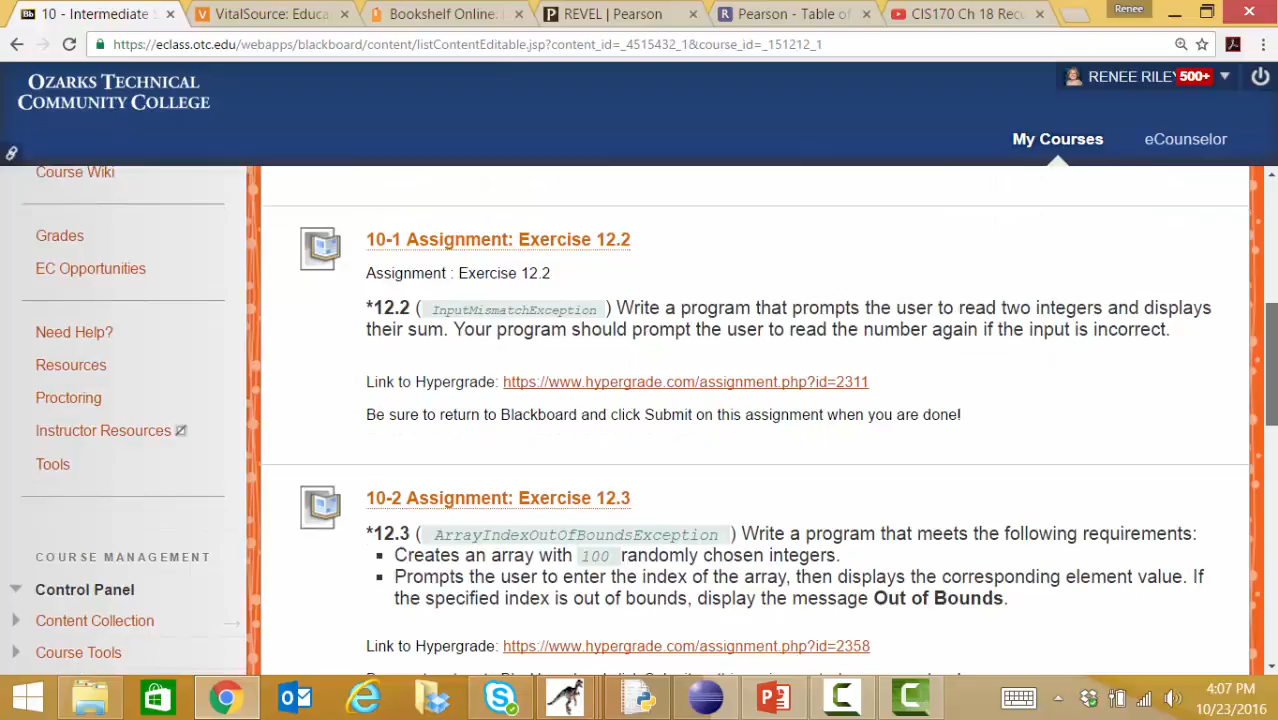 10 - Intermediate S
VitalSource: Educa
Bookshelf Online:
REVEL | Pearson
Pearson - Table of
CIS170 Ch 18 Rec
Renee
https://eclass.otc.edu/webapps/blackboard/content/listContentEditable.jsp?content_id=_4515432_1&course_id=_151212_1
OZARKS TECHNICAL
COMMUNITY COLLEGE
RENEE RILEY 500+
My Courses
eCounselor
Course Wiki
Grades
EC Opportunities
Need Help?
Resources
Proctoring
Instructor Resources
Tools
COURSE MANAGEMENT
Control Panel
Content Collection
Course Tools
10-1 Assignment: Exercise 12.2
Assignment : Exercise 12.2
*12.2 ( InputMismatchException ) Write a program that prompts the user to read two integers and displays
their sum. Your program should prompt the user to read the number again if the input is incorrect.
Link to Hypergrade: https://www.hypergrade.com/assignment.php?id=2311
Be sure to return to Blackboard and click Submit on this assignment when you are done!
10-2 Assignment: Exercise 12.3
*12.3 ( ArrayIndexOutOfBoundsException ) Write a program that meets the following requirements:
▪ Creates an array with 100 randomly chosen integers.
▪ Prompts the user to enter the index of the array, then displays the corresponding element value. If
the specified index is out of bounds, display the message Out of Bounds.
Link to Hypergrade: https://www.hypergrade.com/assignment.php?id=2358
4:07 PM
10/23/2016